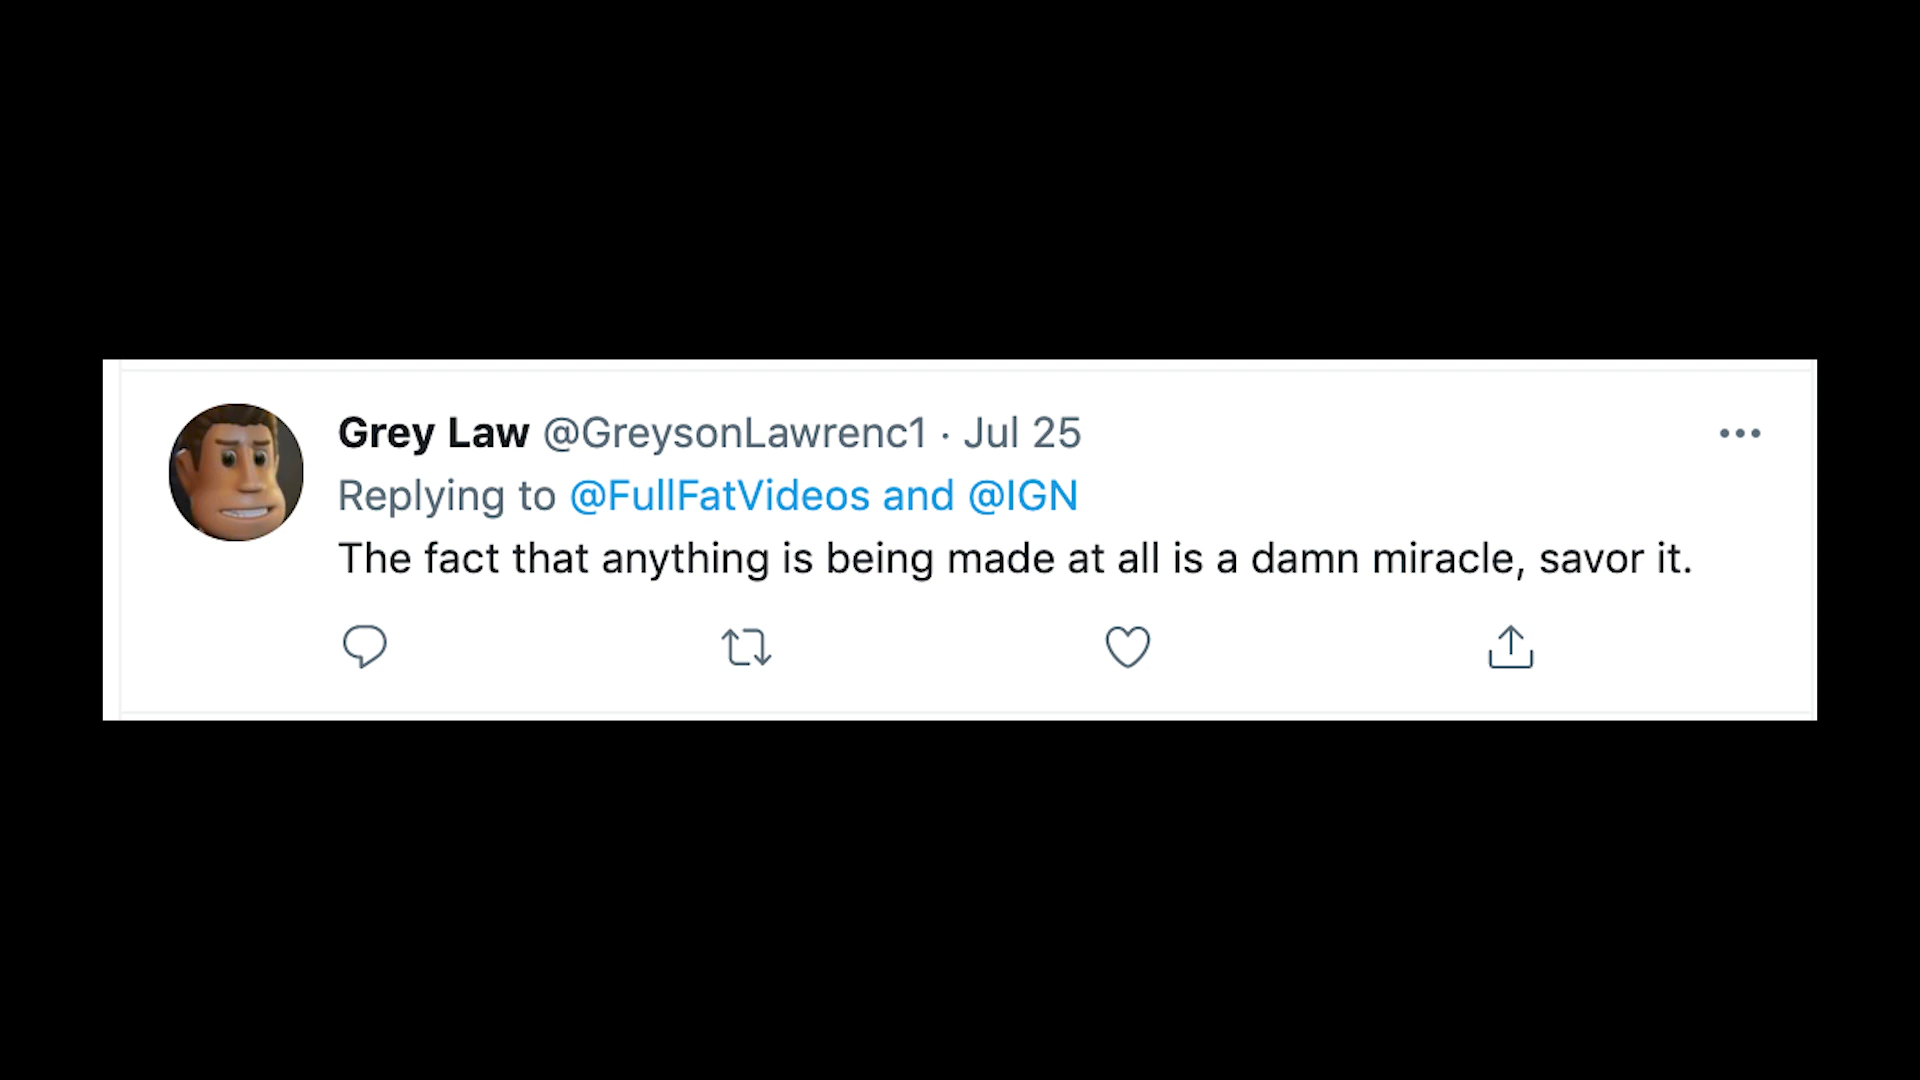 Grey Law @GreysonLawrenc1 · Jul 25
Replying to @FullFatVideos and @IGN
The fact that anything is being made at all is a damn miracle, savor it.